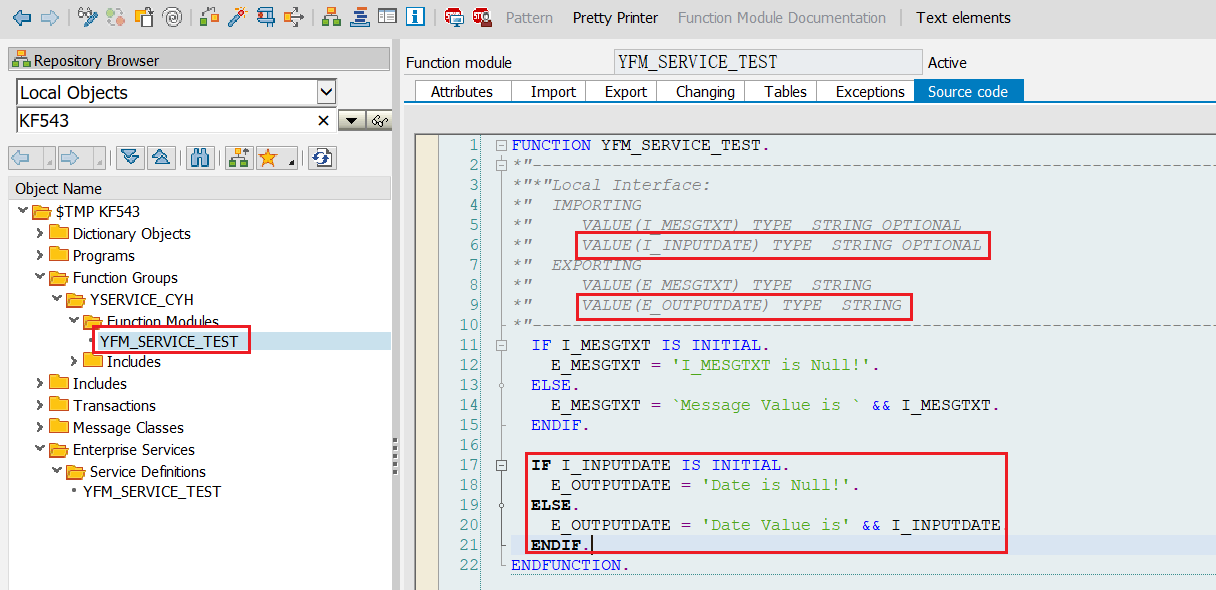 Pattern Pretty Printer Function Module Documentation Text elements
Repository Browser
Local Objects
KF543
Object Name
$TMP KF543
Dictionary Objects
Programs
Function Groups
YSERVICE_CYH
Function Modules
YFM_SERVICE_TEST
Includes
Includes
Transactions
Message Classes
Enterprise Services
Service Definitions
YFM_SERVICE_TEST
Function module YFM_SERVICE_TEST Active
Attributes Import Export Changing Tables Exceptions Source code
1 FUNCTION YFM_SERVICE_TEST.
2 *"----------------------------------------------------------------------
3 *"*"Local Interface:
4 *"  IMPORTING
5 *"     VALUE(I_MESGTXT) TYPE  STRING OPTIONAL
6 *"     VALUE(I_INPUTDATE) TYPE  STRING OPTIONAL
7 *"  EXPORTING
8 *"     VALUE(E_MESGTXT) TYPE  STRING
9 *"     VALUE(E_OUTPUTDATE) TYPE  STRING
10 *"----------------------------------------------------------------------
11   IF I_MESGTXT IS INITIAL.
12     E_MESGTXT = 'I_MESGTXT is Null!'.
13   ELSE.
14     E_MESGTXT = `Message Value is ` && I_MESGTXT.
15   ENDIF.
16
17   IF I_INPUTDATE IS INITIAL.
18     E_OUTPUTDATE = 'Date is Null!'.
19   ELSE.
20     E_OUTPUTDATE = 'Date Value is' && I_INPUTDATE.
21   ENDIF.
22 ENDFUNCTION.